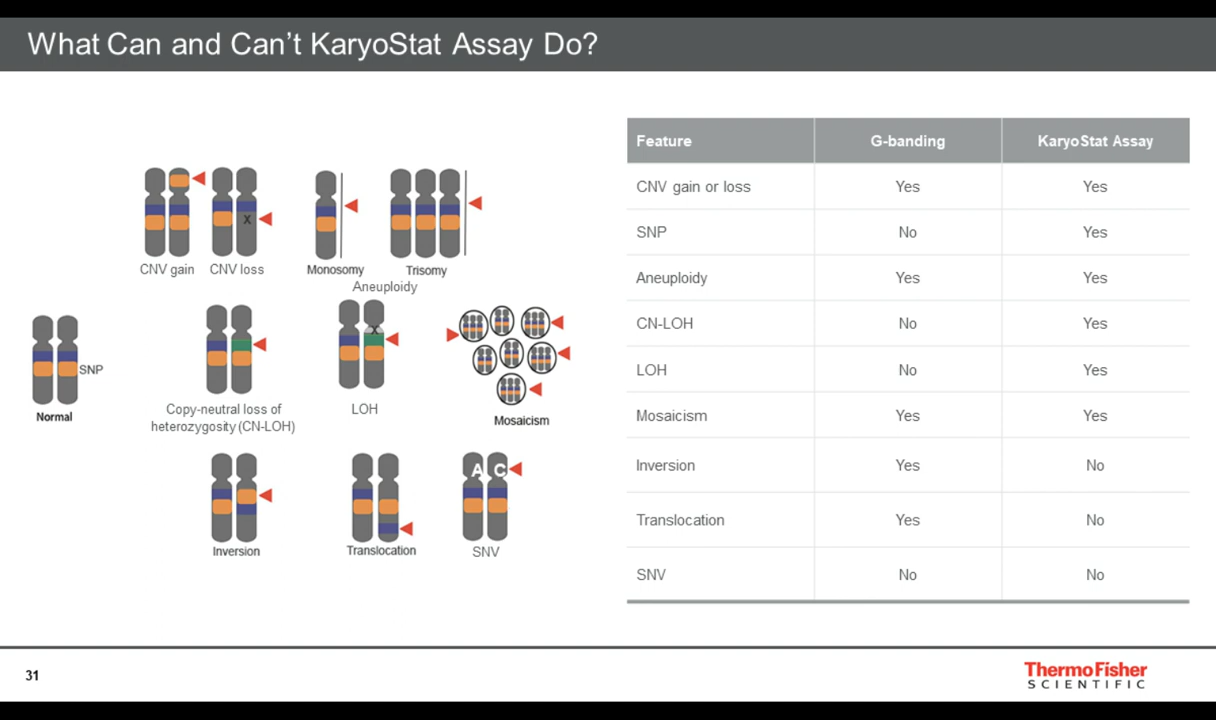 What Can and Can’t KaryoStat Assay Do?
CNV gain
CNV loss
X
Monosomy
Trisomy
Aneuploidy
SNP
Normal
Copy-neutral loss of
heterozygosity (CN-LOH)
X
LOH
Mosaicism
Inversion
Translocation
A C
SNV
Feature G-banding KaryoStat Assay
CNV gain or loss Yes Yes
SNP No Yes
Aneuploidy Yes Yes
CN-LOH No Yes
LOH No Yes
Mosaicism Yes Yes
Inversion Yes No
Translocation Yes No
SNV No No
31
ThermoFisher
SCIENTIFIC